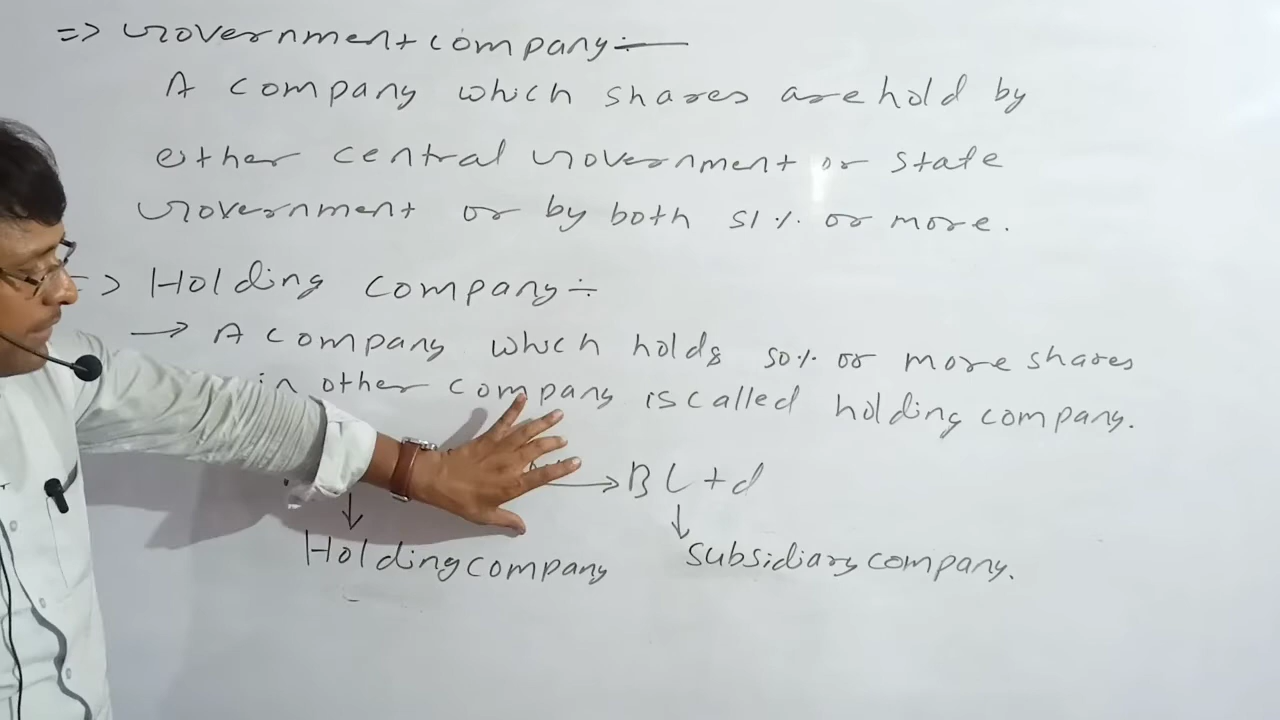 => Government company :-
A company which shares are hold by
either central Government or state
Government or by both 51% or more.
=> Holding company :-
→ A company which holds 50% or more shares
in other company is called holding company.
→ B Ltd
↓ ↓
Holding company subsidiary company.